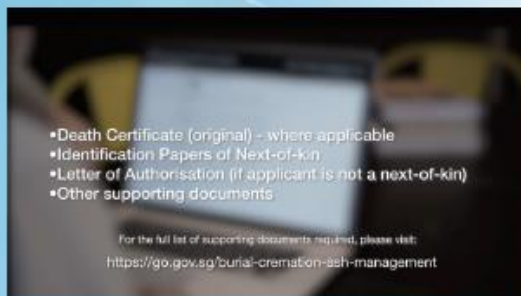 •Death Certificate (original) - where applicable
•Identification Papers of Next-of-kin
•Letter of Authorisation (if applicant is not a next-of-kin)
•Other supporting documents
For the full list of supporting documents required, please visit:
https://go.gov.sg/burial-cremation-ash-management